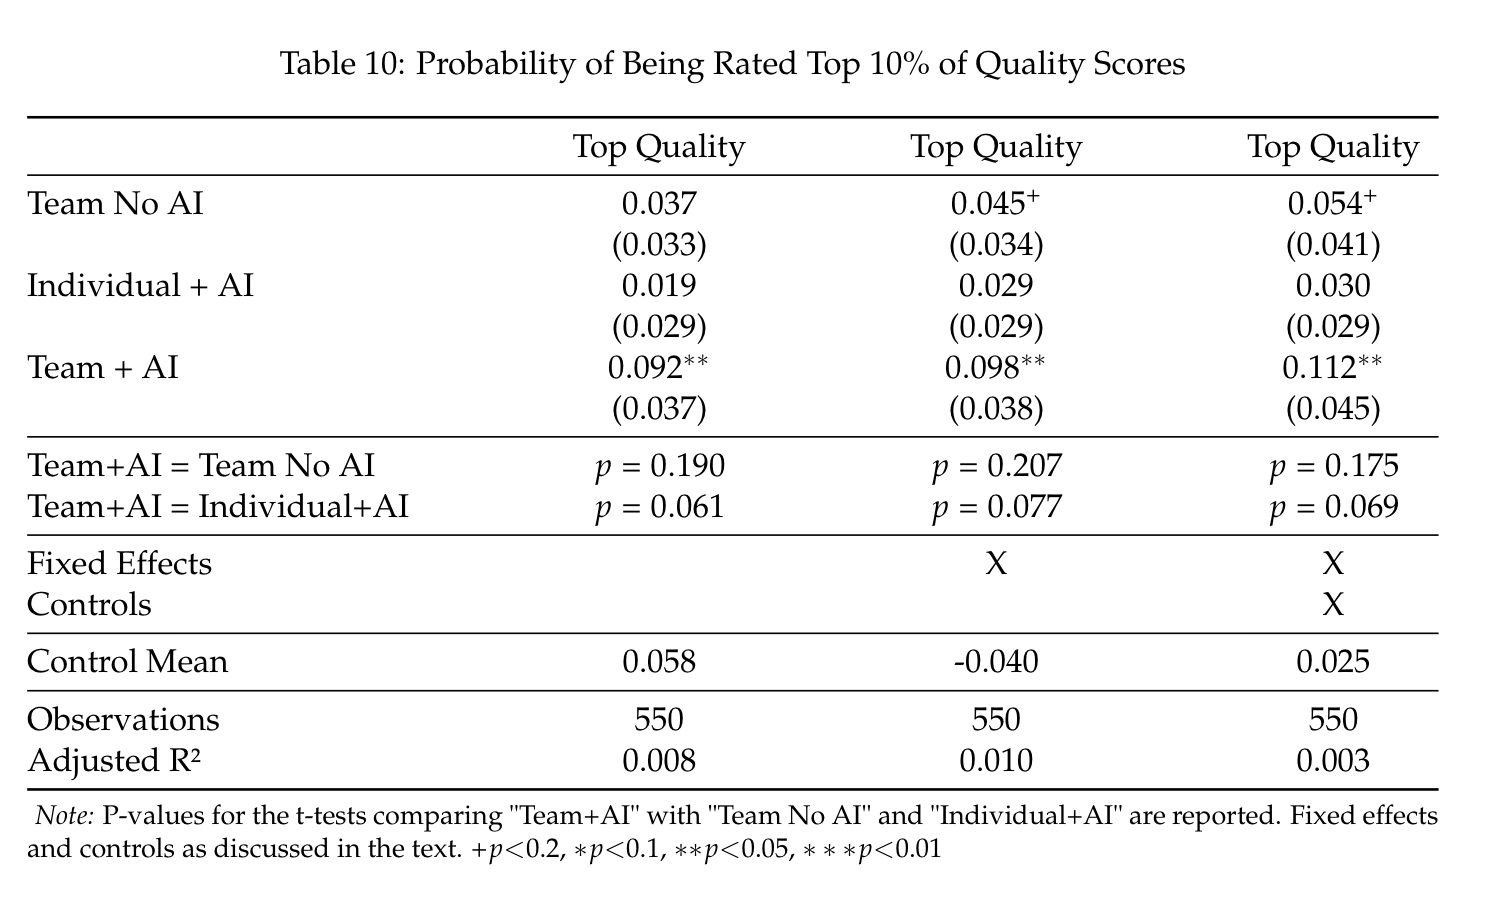 Table 10: Probability of Being Rated Top 10% of Quality Scores
Top Quality Top Quality Top Quality
Team No AI 0.037 0.045+ 0.054+
(0.033) (0.034) (0.041)
Individual + AI 0.019 0.029 0.030
(0.029) (0.029) (0.029)
Team + AI 0.092** 0.098** 0.112**
(0.037) (0.038) (0.045)
Team+AI = Team No AI p = 0.190 p = 0.207 p = 0.175
Team+AI = Individual+AI p = 0.061 p = 0.077 p = 0.069
Fixed Effects X X
Controls X
Control Mean 0.058 -0.040 0.025
Observations 550 550 550
Adjusted R² 0.008 0.010 0.003
Note: P-values for the t-tests comparing "Team+AI" with "Team No AI" and "Individual+AI" are reported. Fixed effects
and controls as discussed in the text. +p<0.2, *p<0.1, **p<0.05, * * *p<0.01